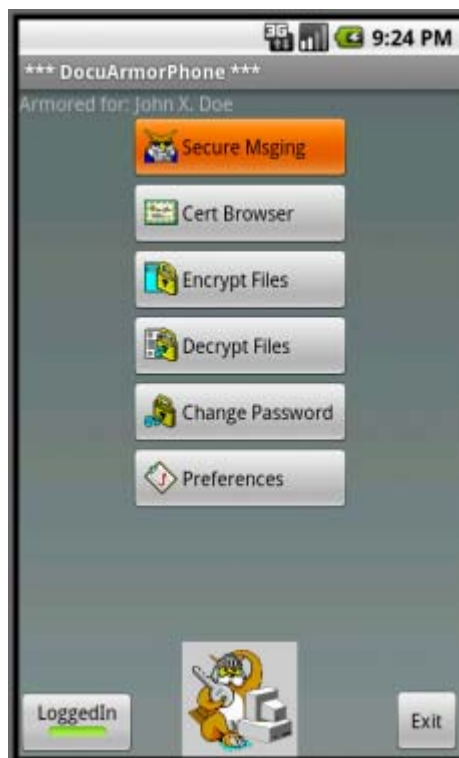 3G 9:24 PM
*** DocuArmorPhone ***
Armored for: John X. Doe
Secure Msging
Cert Browser
Encrypt Files
Decrypt Files
Change Password
Preferences
LoggedIn
Exit